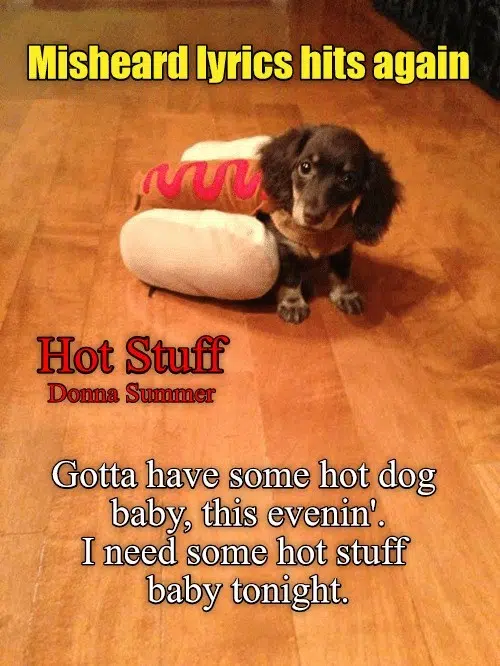 Misheard lyrics hits again
Hot Stuff
Donna Summer
Gotta have some hot dog
baby, this evenin'.
I need some hot stuff
baby tonight.